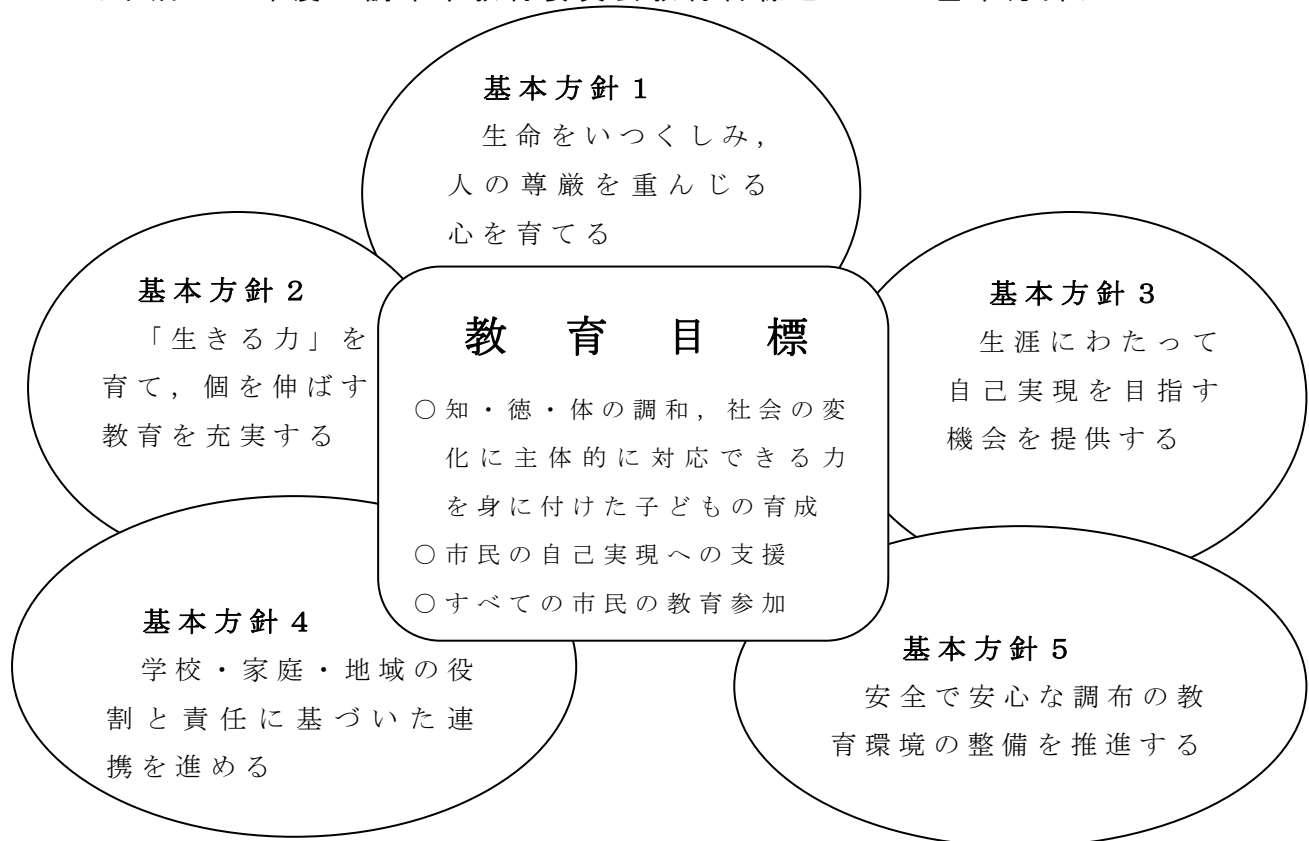 基本方針1
生命をいつくしみ,
人の尊厳を重んじる
心を育てる
基本方針2
「生きる力」を
育て,個を伸ばす
教育を充実する
基本方針3
生涯にわたって
自己実現を目指す
機会を提供する
教育目標
○知・徳・体の調和,社会の変
化に主体的に対応できる力
を身に付けた子どもの育成
○市民の自己実現への支援
○すべての市民の教育参加
基本方針4
学校・家庭・地域の役
割と責任に基づいた連
携を進める
基本方針5
安全で安心な調布の教
育環境の整備を推進する